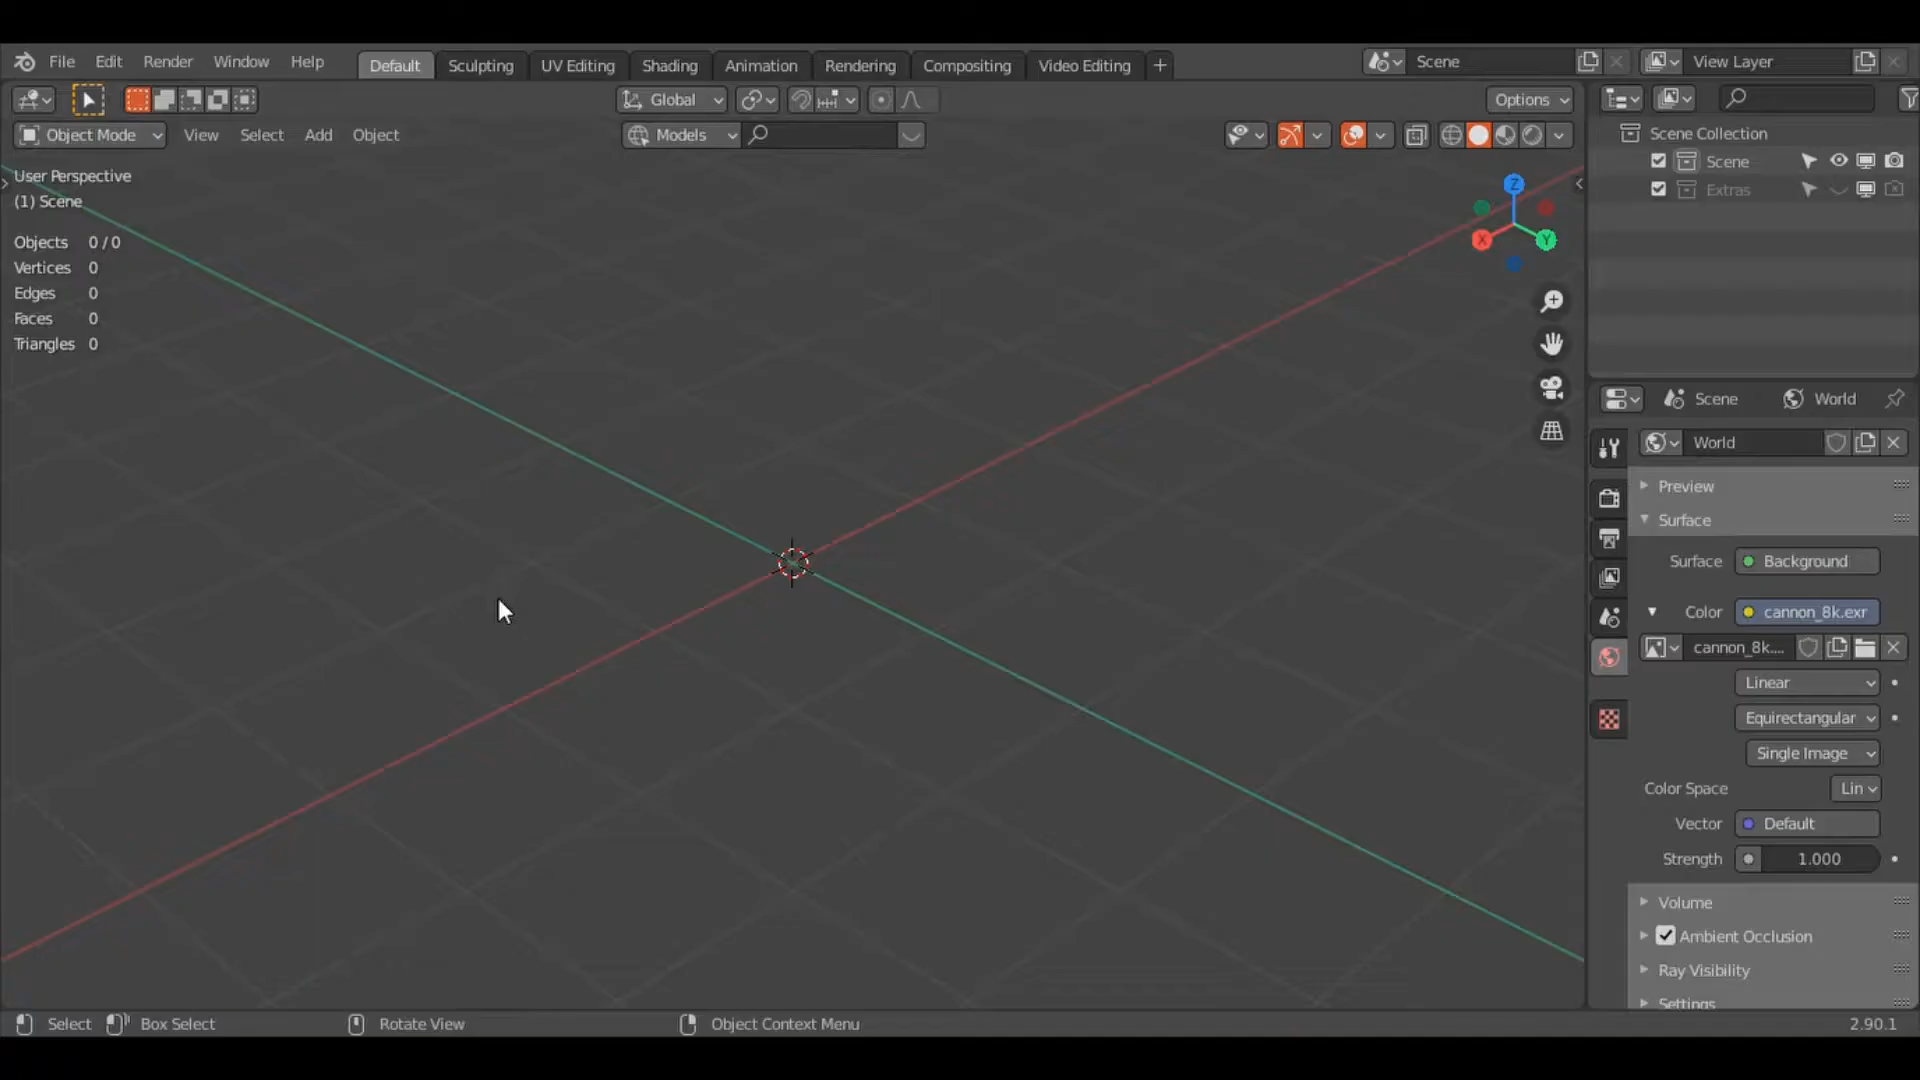 File Edit Render Window Help Default Sculpting UV Editing Shading Animation Rendering Compositing Video Editing + Scene View Layer
Global Options
Object Mode View Select Add Object Models
Scene Collection
Scene
Extras
User Perspective
(1) Scene
Objects 0 / 0
Vertices 0
Edges 0
Faces 0
Triangles 0
Z
X
Y
Scene World
World
Preview
Surface
Surface Background
Color cannon_8k.exr
cannon_8k....
Linear
Equirectangular
Single Image
Color Space Lin
Vector Default
Strength 1.000
Volume
Ambient Occlusion
Ray Visibility
Settings
Select Box Select Rotate View Object Context Menu 2.90.1